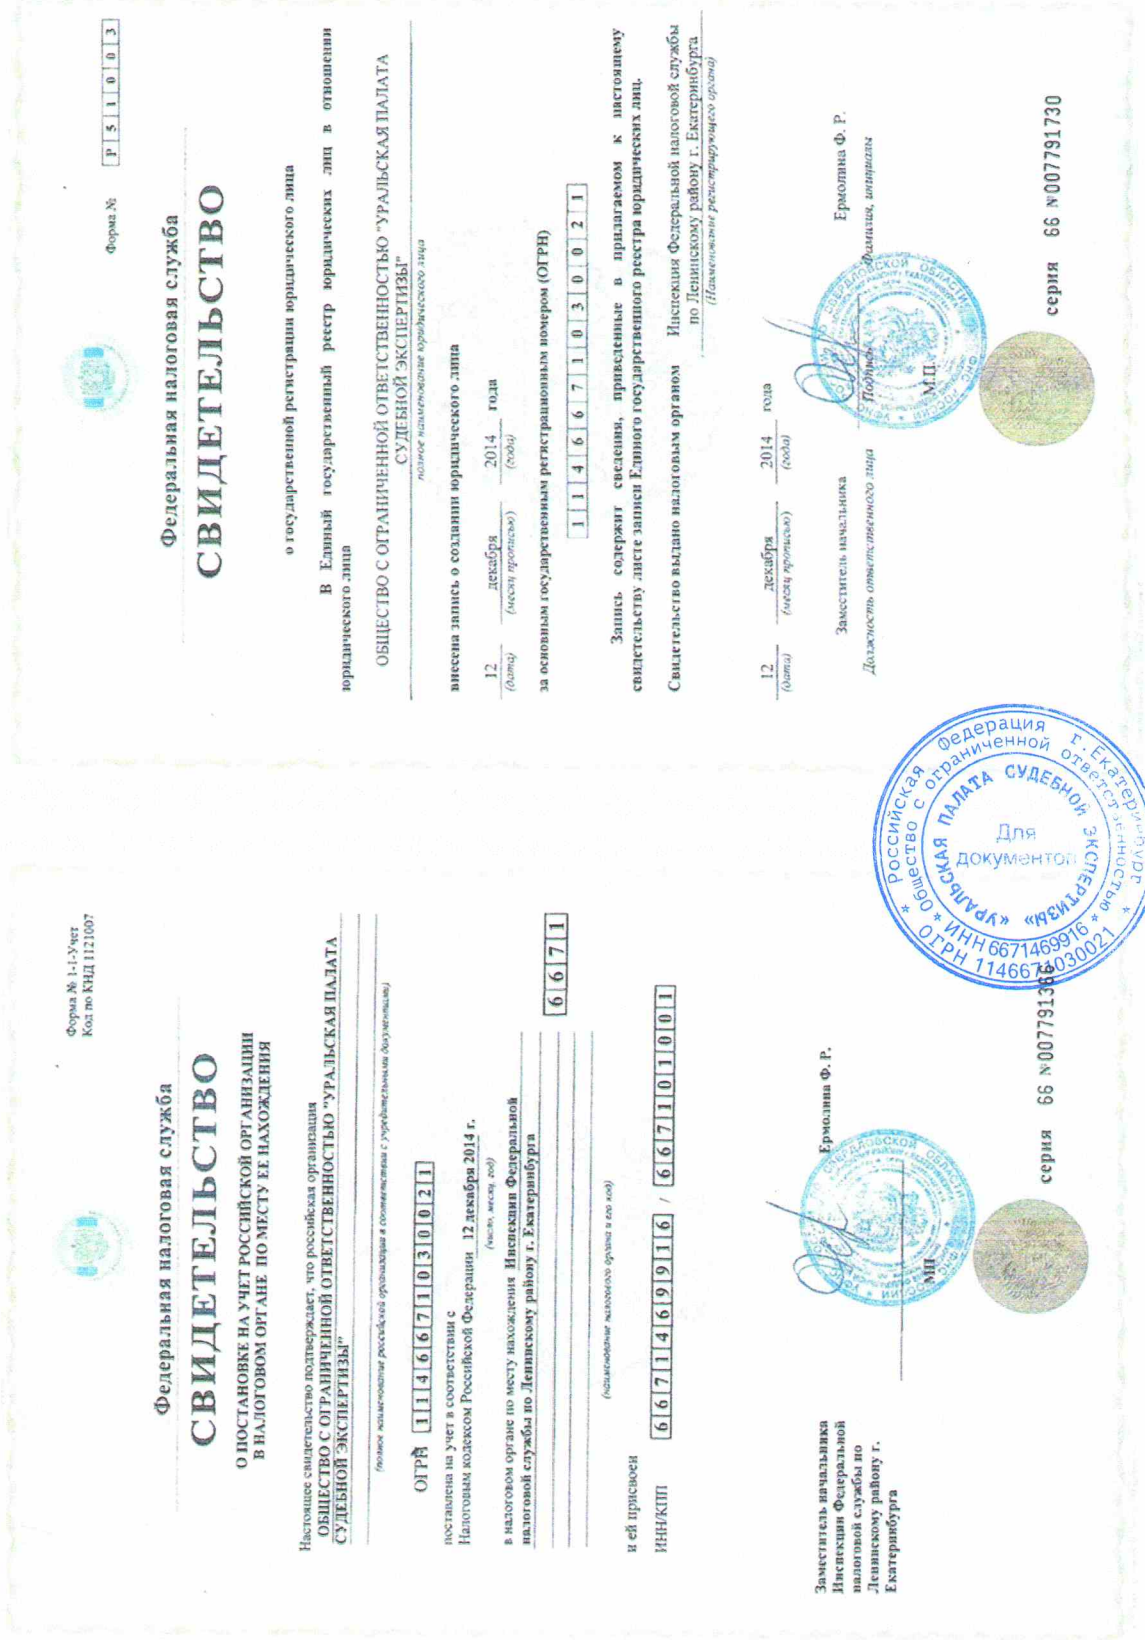 Форма № 1-1-Учет
Код по КНД 1121007
Федеральная налоговая служба
СВИДЕТЕЛЬСТВО
О ПОСТАНОВКЕ НА УЧЕТ РОССИЙСКОЙ ОРГАНИЗАЦИИ
В НАЛОГОВОМ ОРГАНЕ ПО МЕСТУ ЕЕ НАХОЖДЕНИЯ
Настоящее свидетельство подтверждает, что российская организация
ОБЩЕСТВО С ОГРАНИЧЕННОЙ ОТВЕТСТВЕННОСТЬЮ "УРАЛЬСКАЯ ПАЛАТА
СУДЕБНОЙ ЭКСПЕРТИЗЫ"
(полное наименование российской организации в соответствии с учредительными документами)
ОГРН 1146671030021
поставлена на учет в соответствии с
Налоговым кодексом Российской Федерации 12 декабря 2014 г.
(число, месяц, год)
в налоговом органе по месту нахождения Инспекции Федеральной
налоговой службы по Ленинскому району г. Екатеринбурга
6671
(наименование налогового органа и его код)
и ей присвоен
ИНН/КПП 6671469916 / 667101001
Заместитель начальника
Инспекции Федеральной
налоговой службы по
Ленинскому району г.
Екатеринбурга
Ермолина Ф. Р.
МП
серия 66 №007791366
Форма № Р51003
Федеральная налоговая служба
СВИДЕТЕЛЬСТВО
о государственной регистрации юридического лица
В Единый государственный реестр юридических лиц в отношении
юридического лица
ОБЩЕСТВО С ОГРАНИЧЕННОЙ ОТВЕТСТВЕННОСТЬЮ "УРАЛЬСКАЯ ПАЛАТА
СУДЕБНОЙ ЭКСПЕРТИЗЫ"
полное наименование юридического лица
внесена запись о создании юридического лица
12 декабря 2014 года
(дата) (месяц прописью) (года)
за основным государственным регистрационным номером (ОГРН)
1146671030021
Запись содержит сведения, приведенные в прилагаемом к настоящему
свидетельству листе записи Единого государственного реестра юридических лиц.
Свидетельство выдано налоговым органом Инспекция Федеральной налоговой службы
по Ленинскому району г. Екатеринбурга
(Наименование регистрирующего органа)
12 декабря 2014 года
(дата) (месяц прописью) (года)
Заместитель начальника Ермолина Ф. Р.
Должность ответственного лица Подпись Фамилия, инициалы
М.П.
серия 66 №007791730
Российская Федерация г. Екатеринбург
Общество с ограниченной ответственностью
«УРАЛЬСКАЯ ПАЛАТА СУДЕБНОЙ ЭКСПЕРТИЗЫ»
Для
документов
ИНН 6671469916
ОГРН 1146671030021